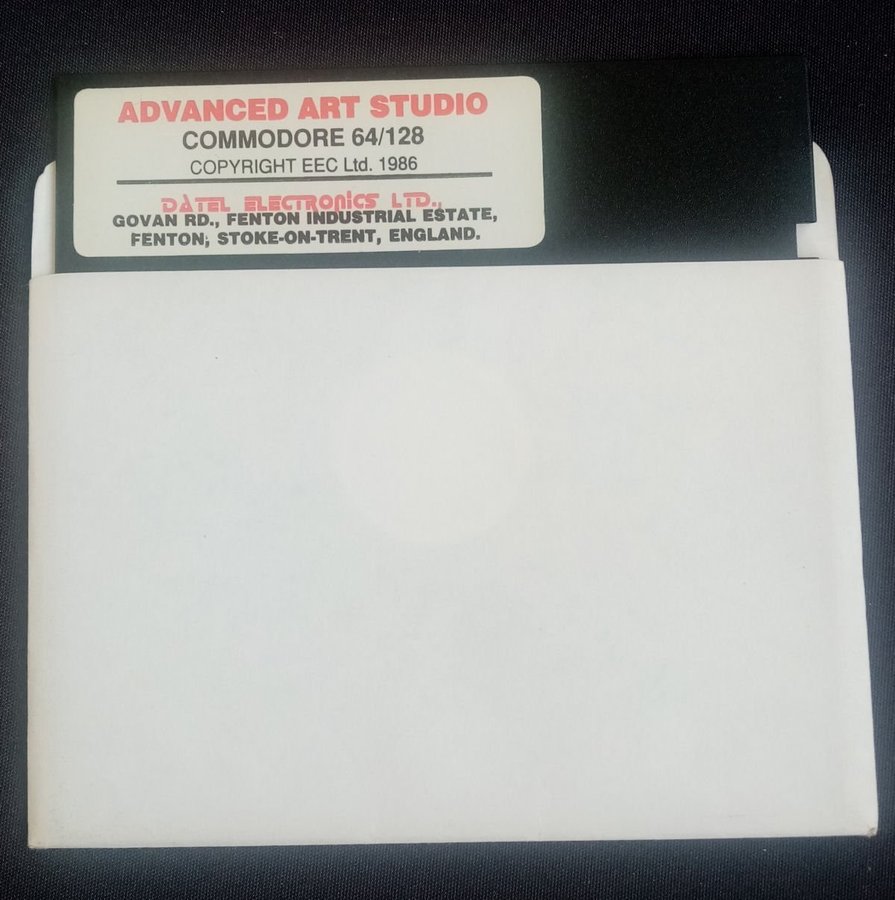 ADVANCED ART STUDIO
COMMODORE 64/128
COPYRIGHT EEC Ltd. 1986
DATEL ELECTRONICS LTD.,
GOVAN RD., FENTON INDUSTRIAL ESTATE,
FENTON, STOKE-ON-TRENT, ENGLAND.